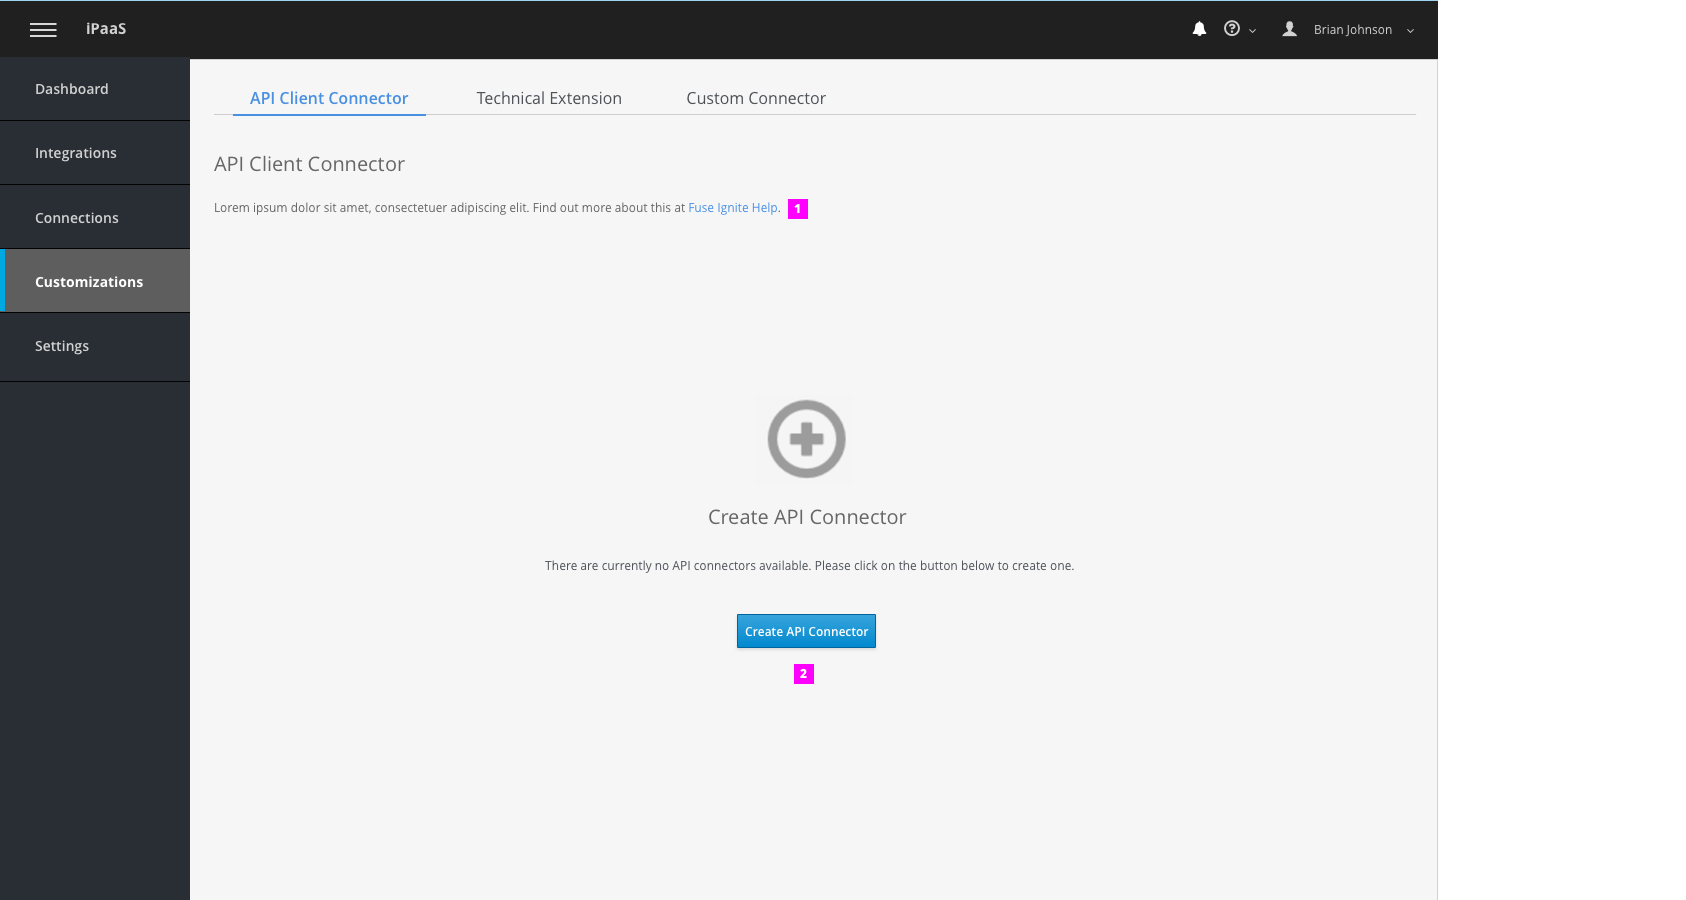 iPaaS
Brian Johnson
Dashboard
Integrations
Connections
Customizations
Settings
API Client Connector
Technical Extension
Custom Connector
API Client Connector
Lorem ipsum dolor sit amet, consectetuer adipiscing elit. Find out more about this at Fuse Ignite Help. 1
Create API Connector
There are currently no API connectors available. Please click on the button below to create one.
Create API Connector
2